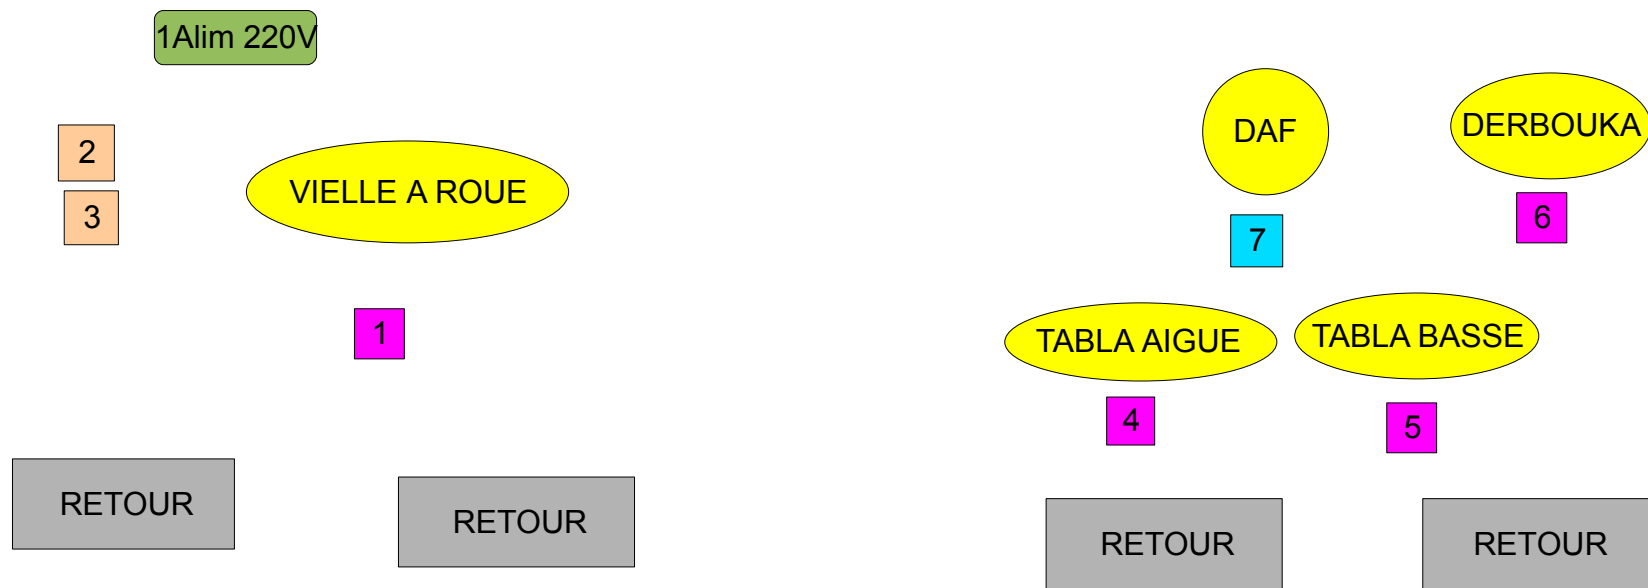 1Alim 220V
DAF
DERBOUKA
2
VIELLE A ROUE
3
7
6
1
TABLA AIGUE
TABLA BASSE
4
5
RETOUR
RETOUR
RETOUR
RETOUR